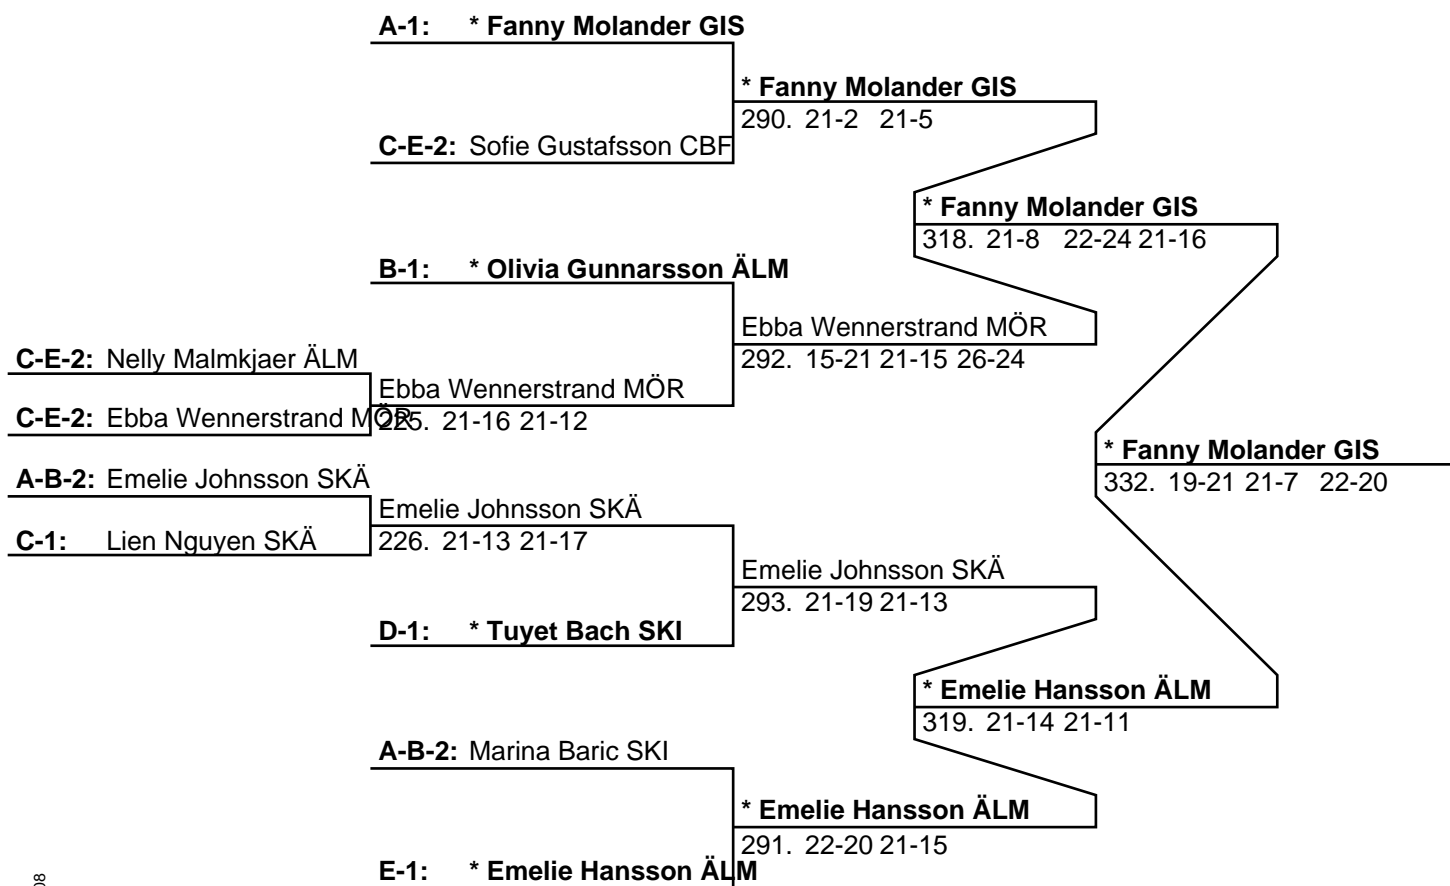 A-1: * Fanny Molander GIS
* Fanny Molander GIS
290. 21-2 21-5
C-E-2: Sofie Gustafsson CBF
* Fanny Molander GIS
318. 21-8 22-24 21-16
B-1: * Olivia Gunnarsson ÄLM
Ebba Wennerstrand MÖR
292. 15-21 21-15 26-24
C-E-2: Nelly Malmkjaer ÄLM
Ebba Wennerstrand MÖR
225. 21-16 21-12
C-E-2: Ebba Wennerstrand MÖR
* Fanny Molander GIS
332. 19-21 21-7 22-20
A-B-2: Emelie Johnsson SKÄ
Emelie Johnsson SKÄ
226. 21-13 21-17
C-1: Lien Nguyen SKÄ
Emelie Johnsson SKÄ
293. 21-19 21-13
D-1: * Tuyet Bach SKI
* Emelie Hansson ÄLM
319. 21-14 21-11
A-B-2: Marina Baric SKI
* Emelie Hansson ÄLM
291. 22-20 21-15
E-1: * Emelie Hansson ÄLM